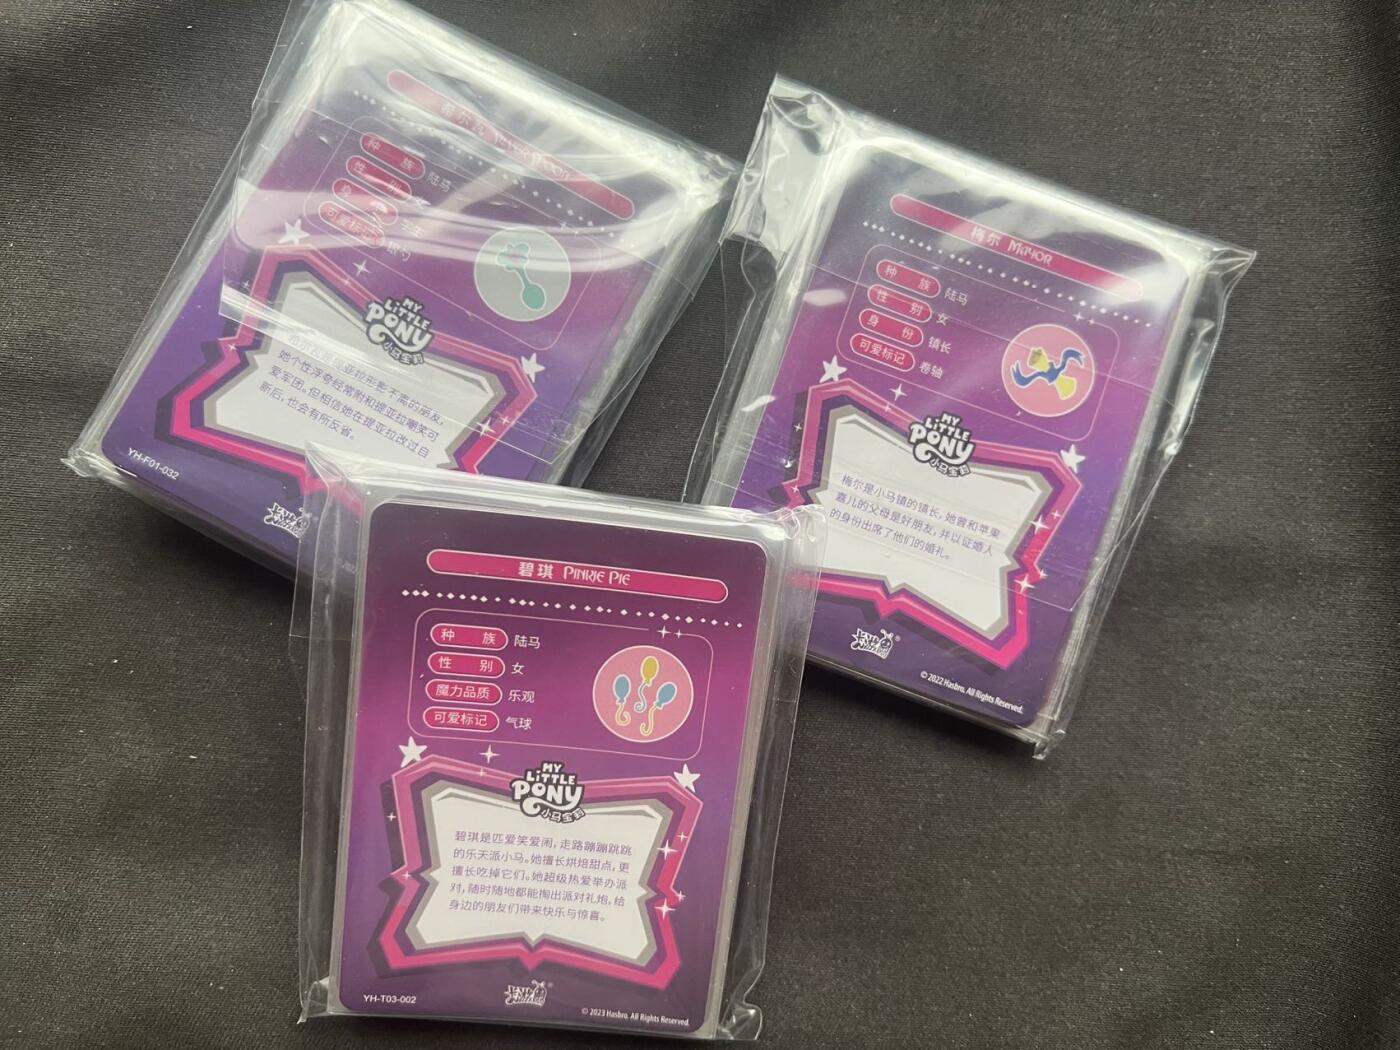 种 族 陆马
性 别
可爱标记
MY
LITTLE
PONY
小马宝莉
她个性浮夸经常附和提亚拉嘲笑可
爱军团。但相信她在提亚拉改过自
新后,也会有所反省。
YH-F01-032
梅尔 MAYOR
种 族 陆马
性 别 女
身 份 镇长
可爱标记 卷轴
MY
LITTLE
PONY
小马宝莉
梅尔是小马镇的镇长,她曾和苹果
嘉儿的父母是好朋友,并以证婚人
的身份出席了他们的婚礼。
© 2022 Hasbro. All Rights Reserved.
碧琪 PINKIE PIE
种 族 陆马
性 别 女
魔力品质 乐观
可爱标记 气球
MY
LITTLE
PONY
小马宝莉
碧琪是匹爱笑爱闹,走路蹦蹦跳跳
的乐天派小马。她擅长烘焙甜点,更
擅长吃掉它们。她超级热爱举办派
对,随时随地都能掏出派对礼炮,给
身边的朋友们带来快乐与惊喜。
YH-T03-002
© 2023 Hasbro. All Rights Reserved.